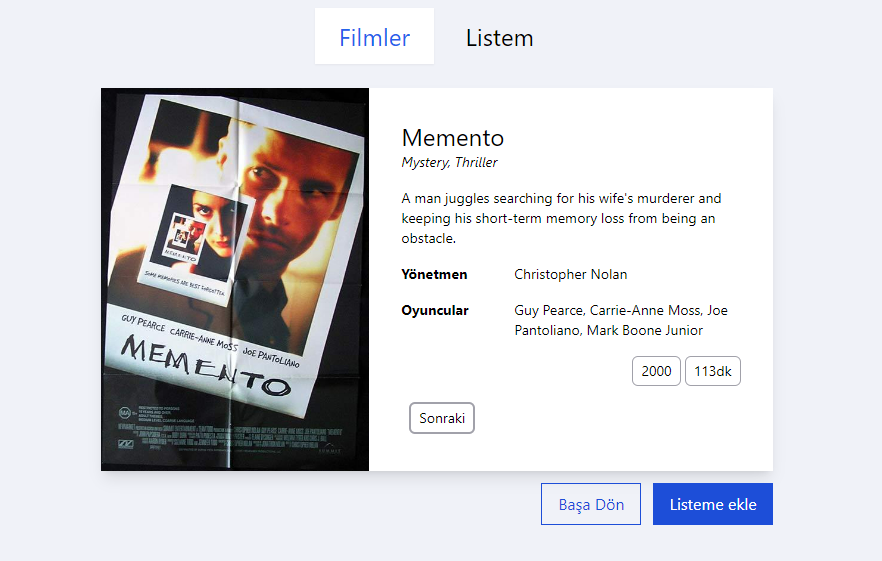 Filmler
Listem
Memento
Mystery, Thriller
A man juggles searching for his wife's murderer and
keeping his short-term memory loss from being an
obstacle.
Yönetmen
Christopher Nolan
Oyuncular
Guy Pearce, Carrie-Anne Moss, Joe
Pantoliano, Mark Boone Junior
2000
113dk
Sonraki
MEMENTO
SOME MEMORIES ARE BEST FORGOTTEN
GUY PEARCE CARRIE-ANNE MOSS JOE PANTOLIANO
MEMENTO
MA
SUMMIT
Başa Dön
Listeme ekle